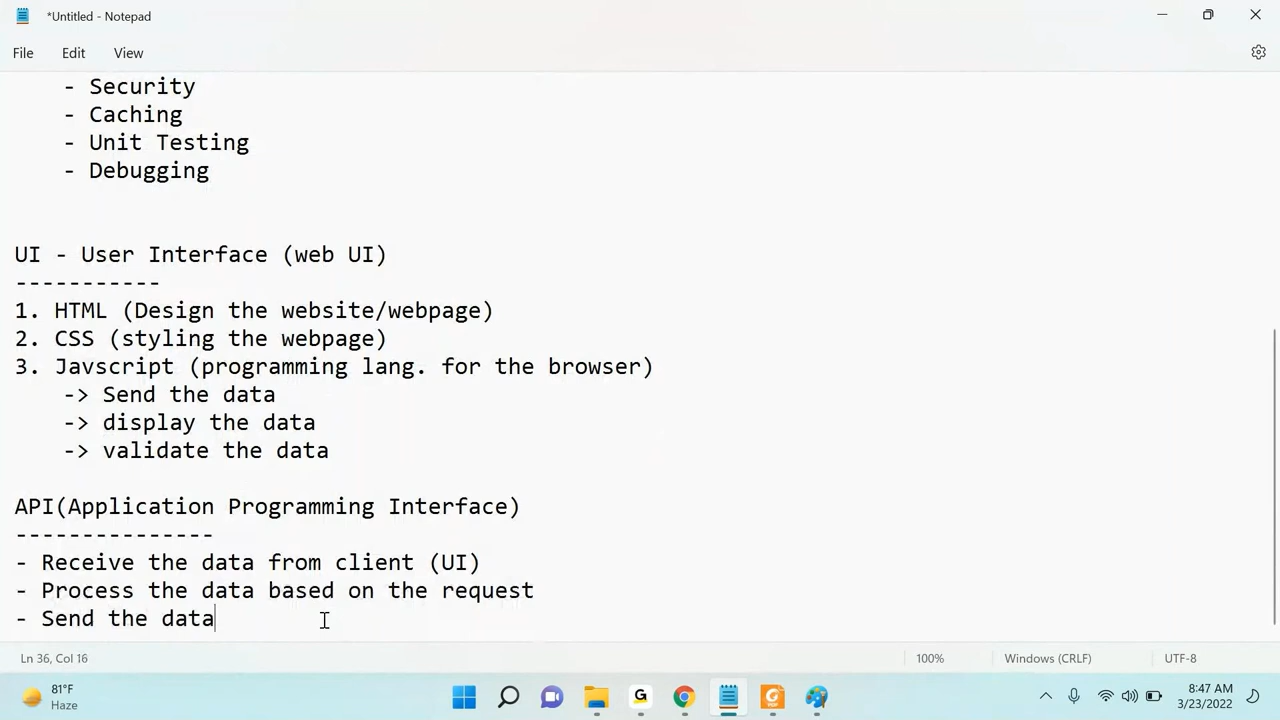 *Untitled - Notepad
File Edit View
- Security
- Caching
- Unit Testing
- Debugging
UI - User Interface (web UI)
-----------
1. HTML (Design the website/webpage)
2. CSS (styling the webpage)
3. Javscript (programming lang. for the browser)
-> Send the data
-> display the data
-> validate the data
API(Application Programming Interface)
---------------
- Receive the data from client (UI)
- Process the data based on the request
- Send the data
Ln 36, Col 16 100% Windows (CRLF) UTF-8
81°F
Haze
8:47 AM
3/23/2022